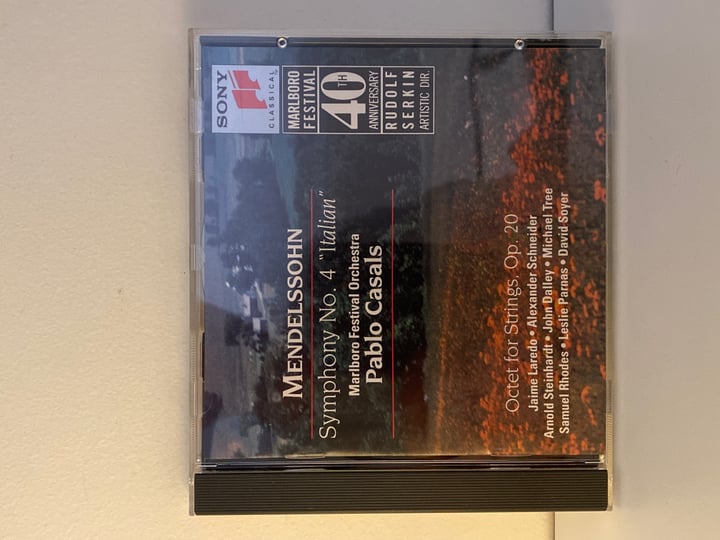 SONY
CLASSICAL
MARLBORO
FESTIVAL
40TH
ANNIVERSARY
RUDOLF
SERKIN
ARTISTIC DIR.
MENDELSSOHN
Symphony No. 4 "Italian"
Marlboro Festival Orchestra
Pablo Casals
Octet for Strings, Op. 20
Jaime Laredo • Alexander Schneider
Arnold Steinhardt • John Dalley • Michael Tree
Samuel Rhodes • Leslie Parnas • David Soyer